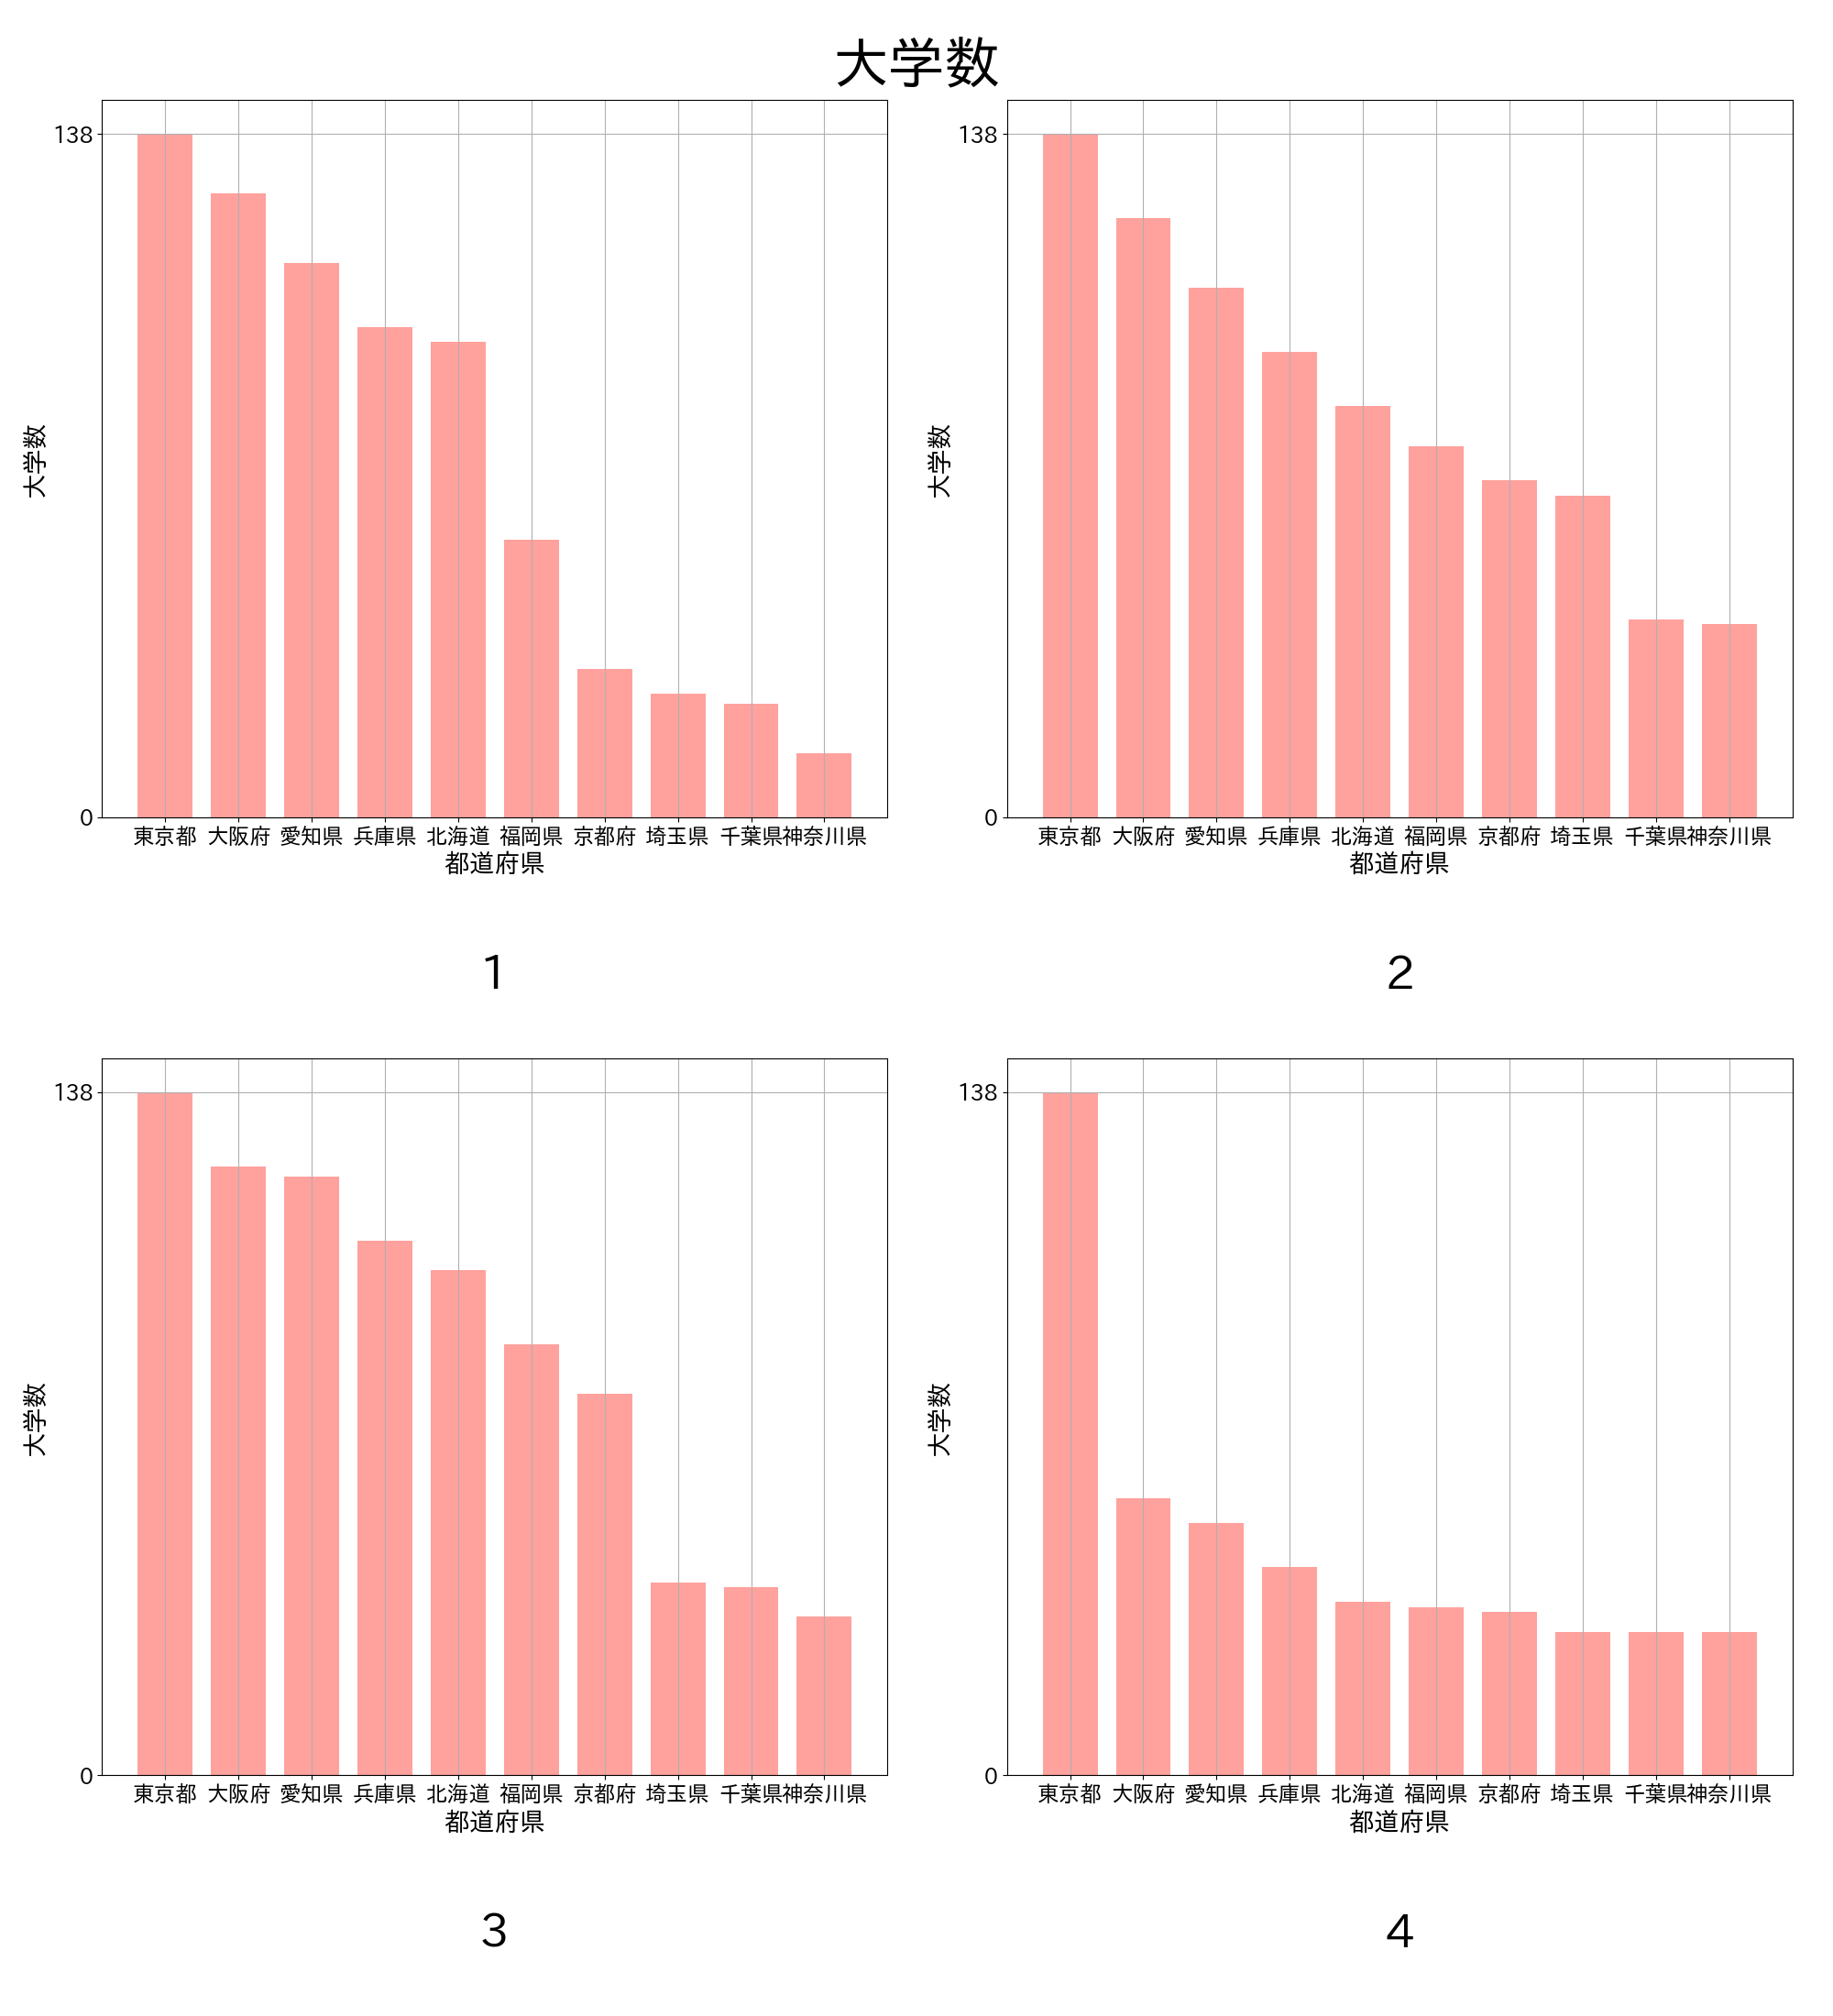 大学数
138
0
大学数
東京都 大阪府 愛知県 兵庫県 北海道 福岡県 京都府 埼玉県 千葉県 神奈川県
都道府県
1
138
0
大学数
東京都 大阪府 愛知県 兵庫県 北海道 福岡県 京都府 埼玉県 千葉県 神奈川県
都道府県
2
138
0
大学数
東京都 大阪府 愛知県 兵庫県 北海道 福岡県 京都府 埼玉県 千葉県 神奈川県
都道府県
3
138
0
大学数
東京都 大阪府 愛知県 兵庫県 北海道 福岡県 京都府 埼玉県 千葉県 神奈川県
都道府県
4